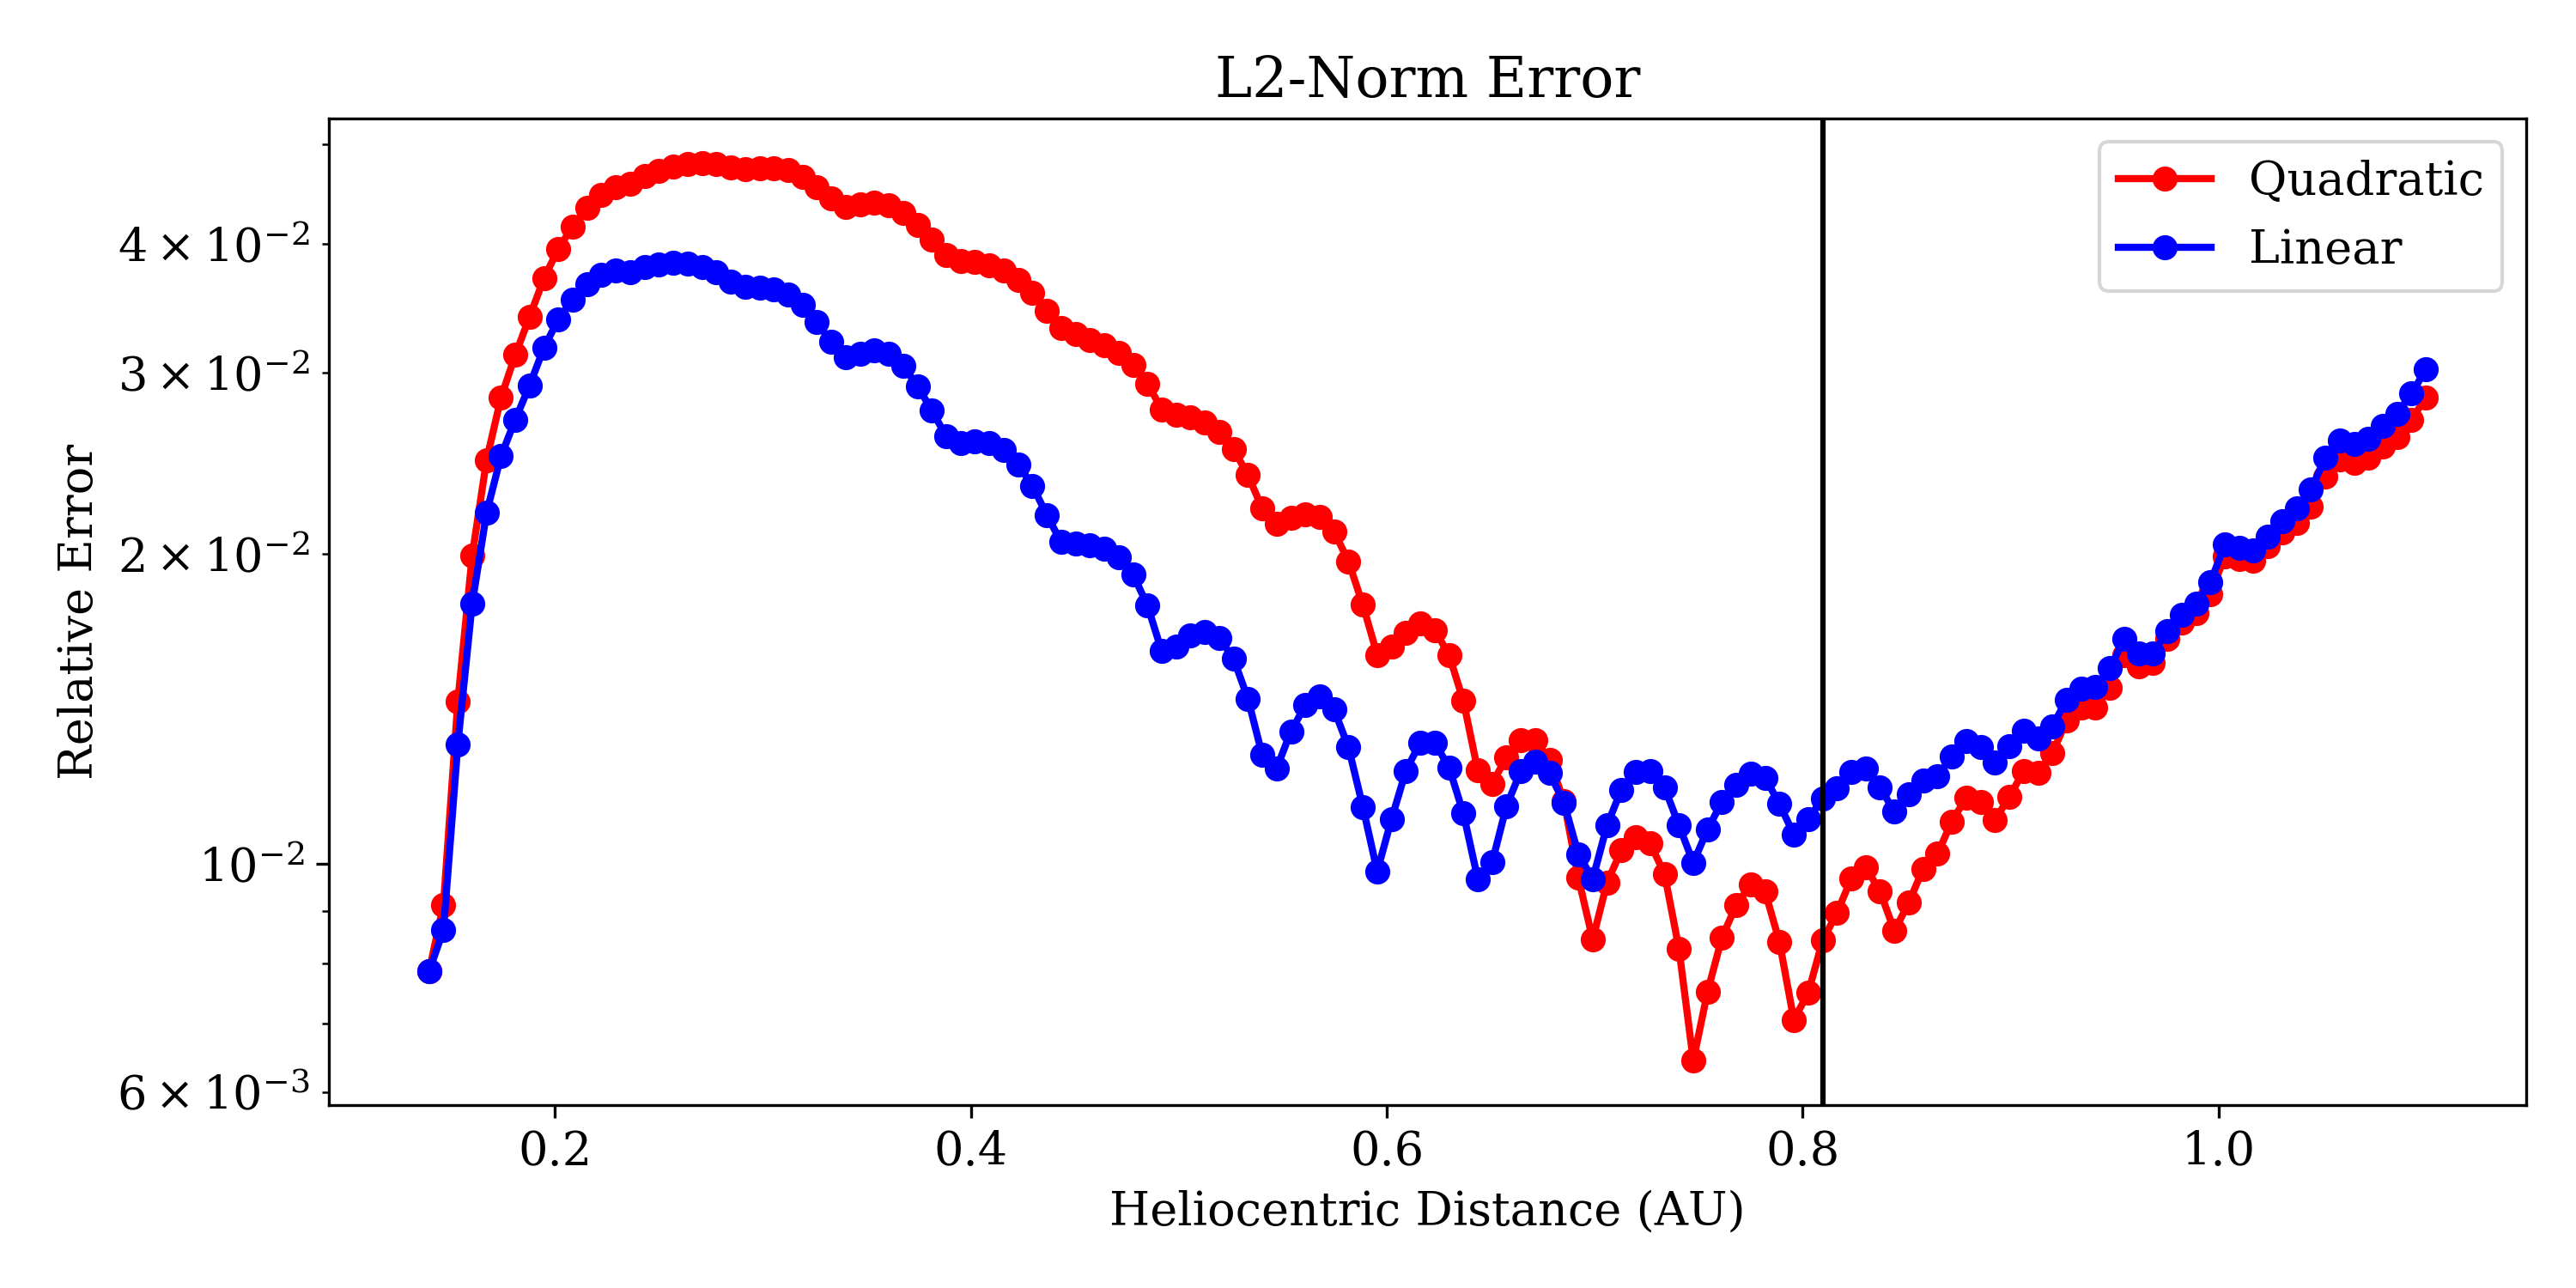 L2-Norm Error
Quadratic
Linear
Relative Error
4 × 10⁻²
3 × 10⁻²
2 × 10⁻²
10⁻²
6 × 10⁻³
0.2 0.4 0.6 0.8 1.0
Heliocentric Distance (AU)